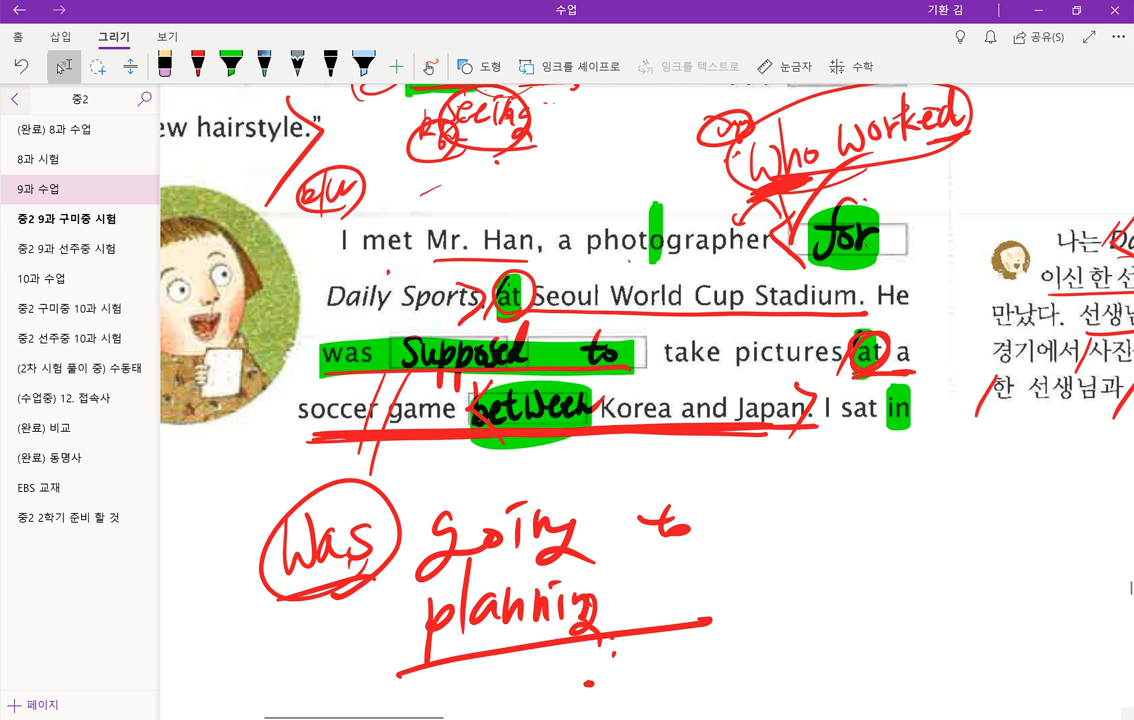 수업
기환 김
홈 삽입 그리기 보기
공유(S)
도형 잉크를 셰이프로 잉크를 텍스트로 눈금자 수학
중2
(완료) 8과 수업
8과 시험
9과 수업
중2 9과 구미중 시험
중2 9과 선주중 시험
10과 수업
중2 구미중 10과 시험
중2 선주중 10과 시험
(2차 시험 풀이 중) 수동태
(수업중) 12. 접속사
(완료) 비교
(완료) 동명사
EBS 교재
중2 2학기 준비 할 것
페이지
ew hairstyle.”
seeing
who worked
b/w
I met Mr. Han, a photographer for
Daily Sports, at Seoul World Cup Stadium. He
was supposed to take pictures at a
soccer game between Korea and Japan. I sat in
was going to
planning
나는 Da
이신 한 선
만났다. 선생님
경기에서 사진
한 선생님과